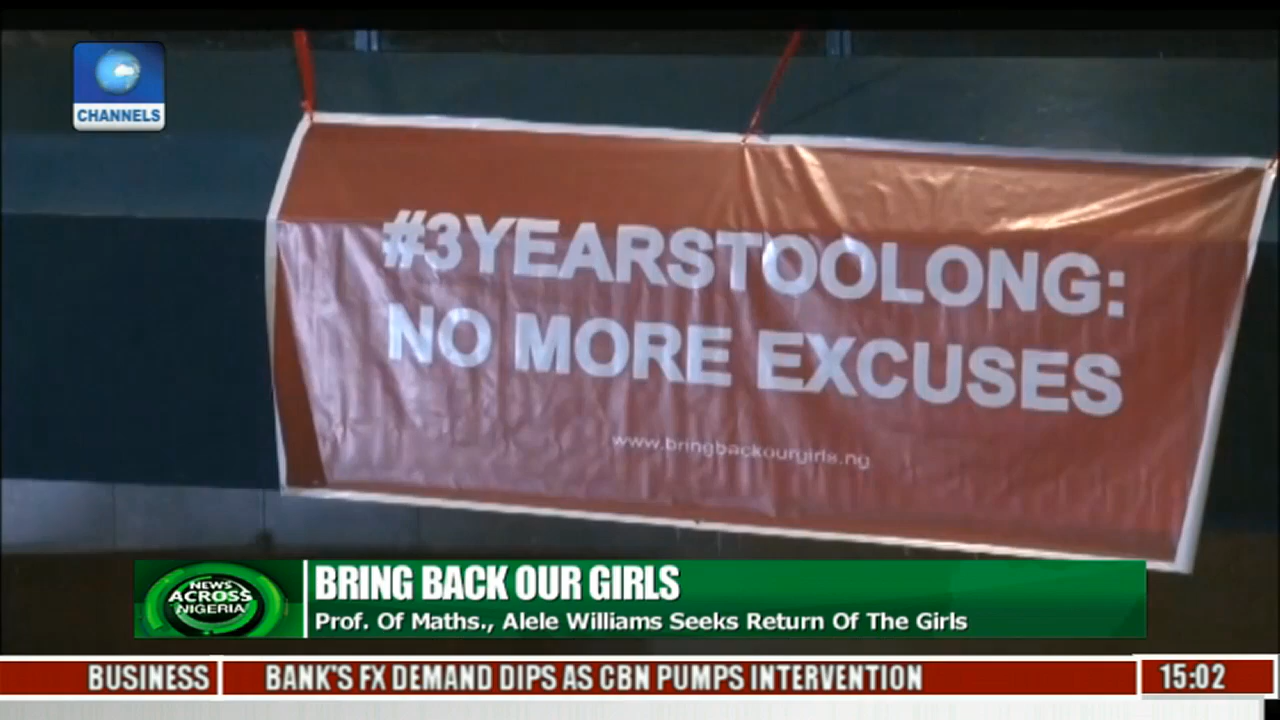 CHANNELS
#3YEARSTOOLONG:
NO MORE EXCUSES
www.bringbackourgirls.ng
NEWS
ACROSS
NIGERIA
BRING BACK OUR GIRLS
Prof. Of Maths., Alele Williams Seeks Return Of The Girls
BUSINESS
BANK'S FX DEMAND DIPS AS CBN PUMPS INTERVENTION
15:02